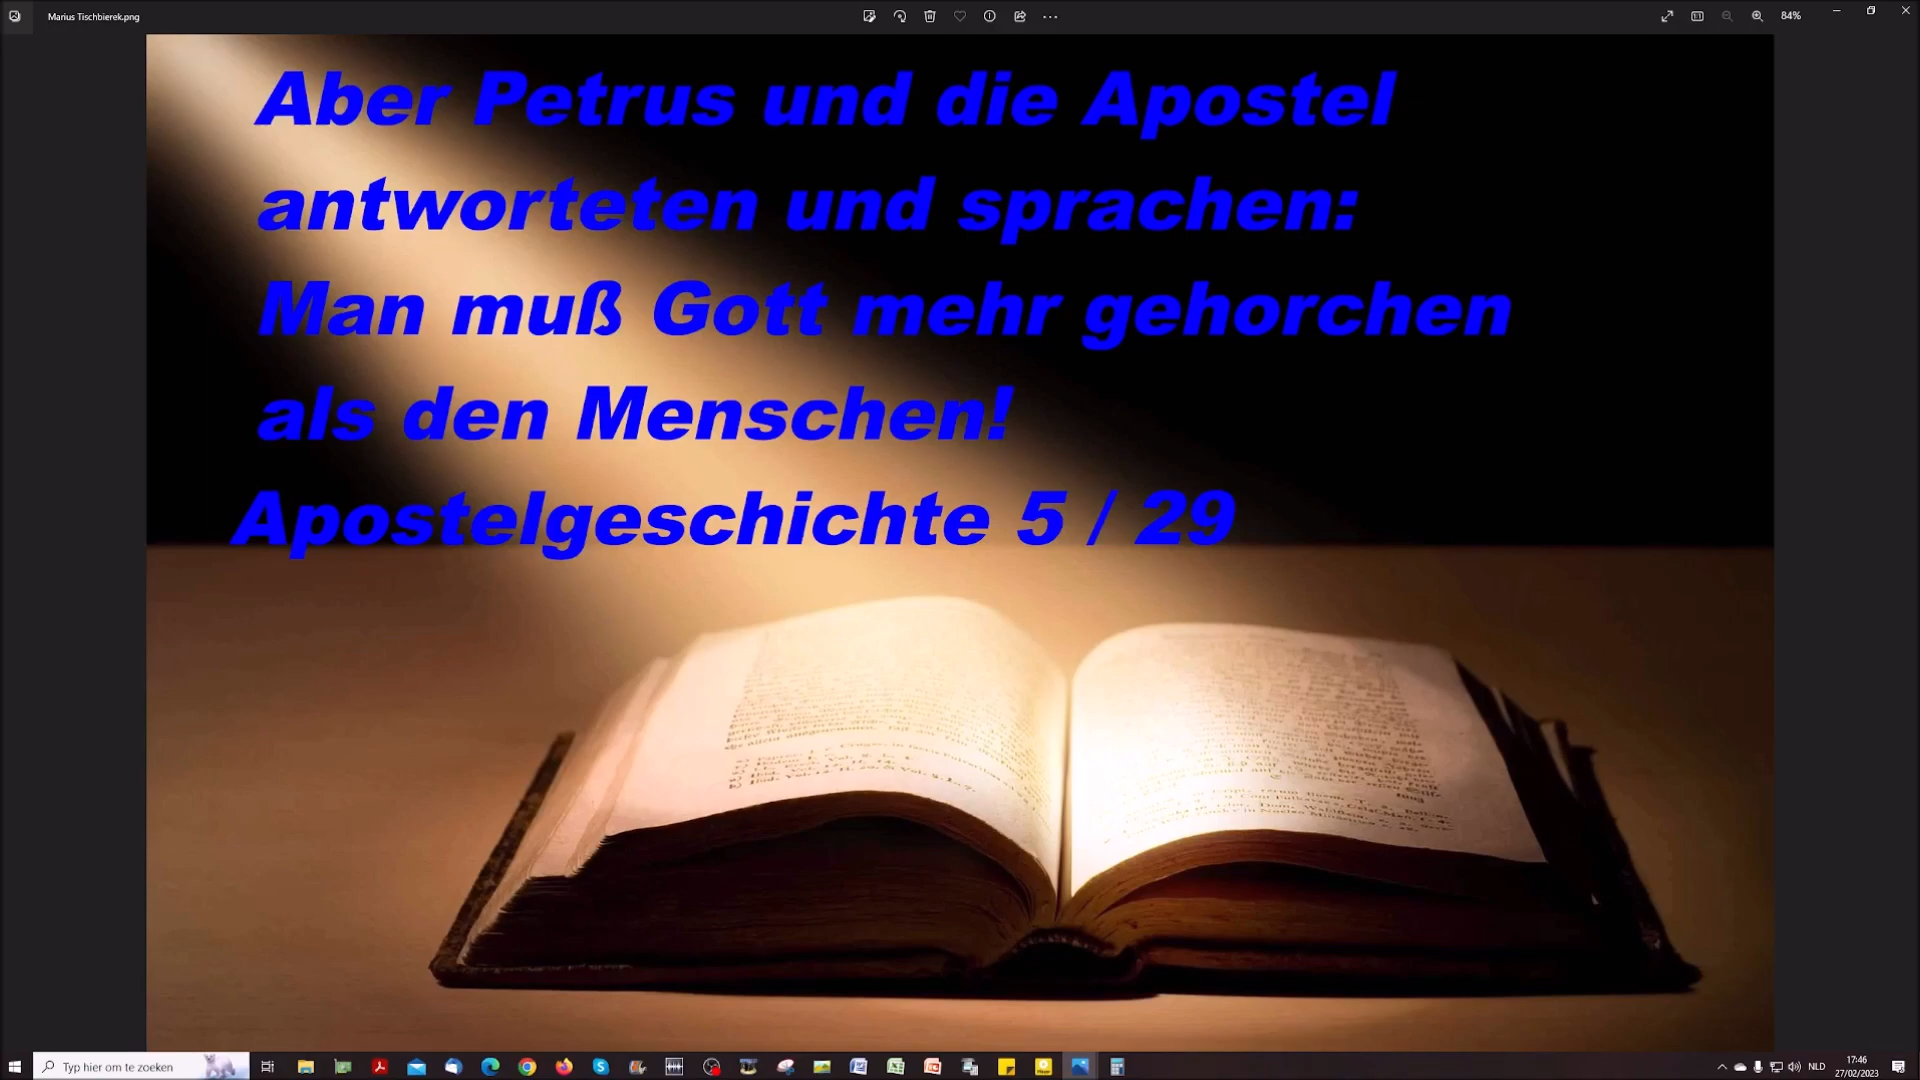 Marius Tischbierek.png
84%
Aber Petrus und die Apostel
antworteten und sprachen:
Man muß Gott mehr gehorchen
als den Menschen!
Apostelgeschichte 5 / 29
Typ hier om te zoeken
NLD
17:46
27/02/2023